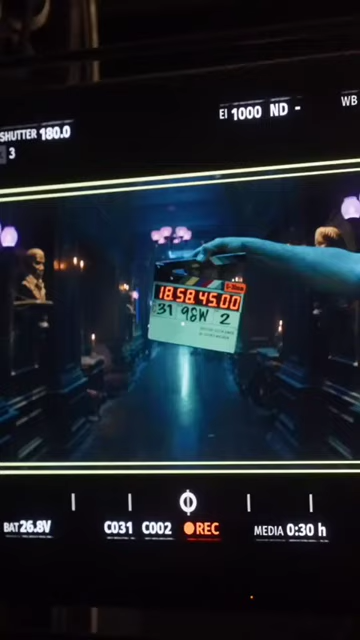 EI 1000 ND - WB
SHUTTER 180.0
3
18.58.45.00
31 98W 2
BAT 26.8V C031 C002 REC MEDIA 0:30 h